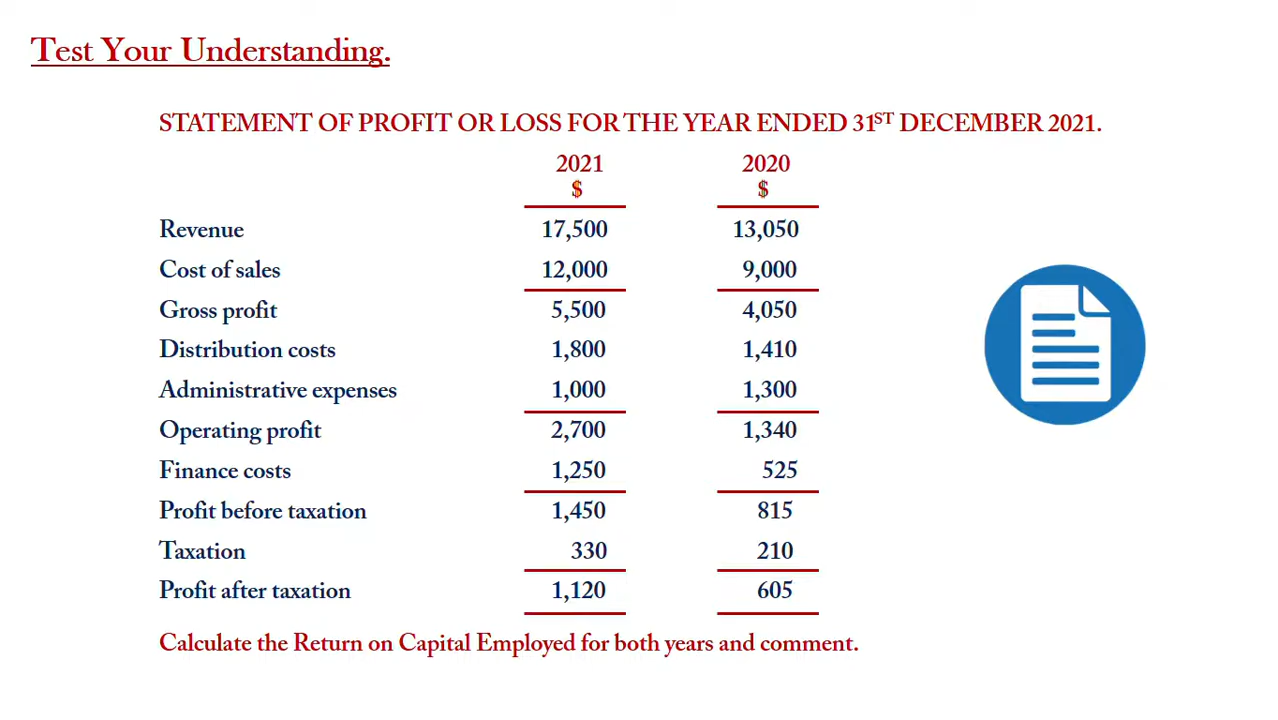 Test Your Understanding.
STATEMENT OF PROFIT OR LOSS FOR THE YEAR ENDED 31ST DECEMBER 2021.
2021 2020
$ $
Revenue 17,500 13,050
Cost of sales 12,000 9,000
Gross profit 5,500 4,050
Distribution costs 1,800 1,410
Administrative expenses 1,000 1,300
Operating profit 2,700 1,340
Finance costs 1,250 525
Profit before taxation 1,450 815
Taxation 330 210
Profit after taxation 1,120 605
Calculate the Return on Capital Employed for both years and comment.